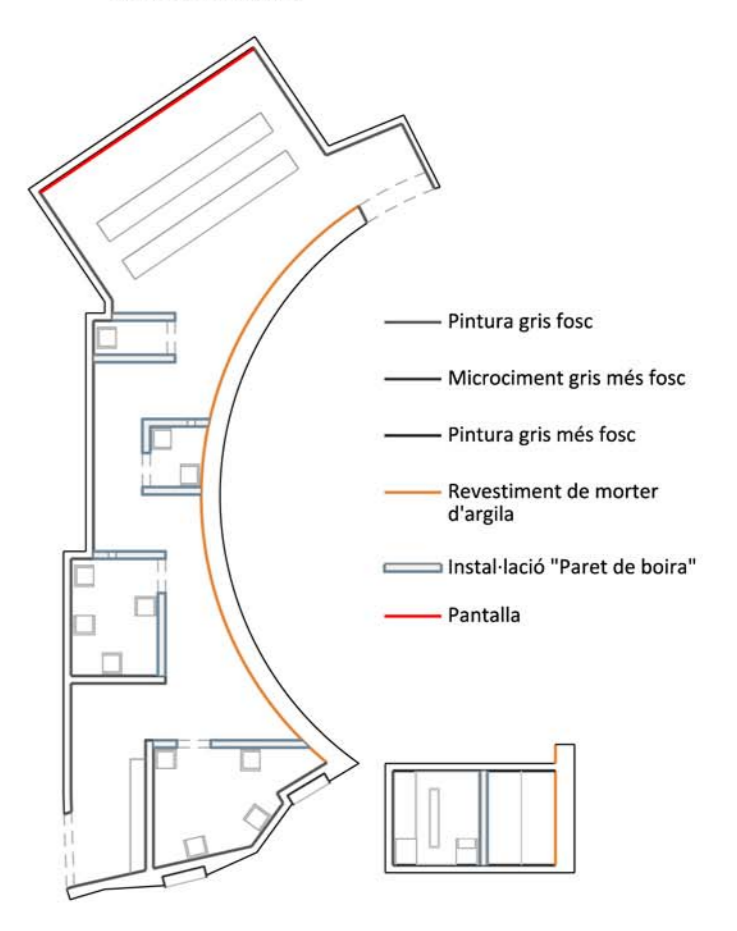 Pintura gris fosc
Microciment gris més fosc
Pintura gris més fosc
Revestiment de morter
d'argila
Instal·lació "Paret de boira"
Pantalla